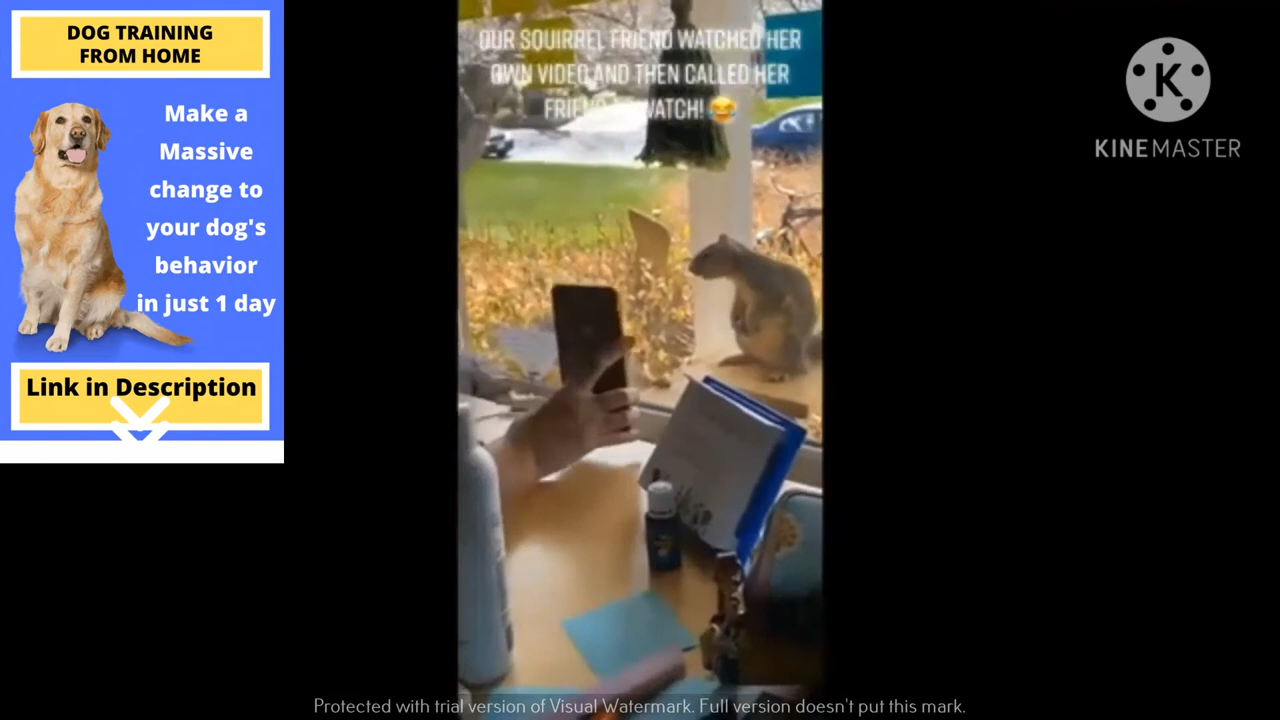 DOG TRAINING
FROM HOME
Make a
Massive
change to
your dog's
behavior
in just 1 day
Link in Description
OUR SQUIRREL FRIEND WATCHED HER
OWN VIDEO AND THEN CALLED HER
FRIEND WATCH! 😂
K
KINEMASTER
Protected with trial version of Visual Watermark. Full version doesn't put this mark.